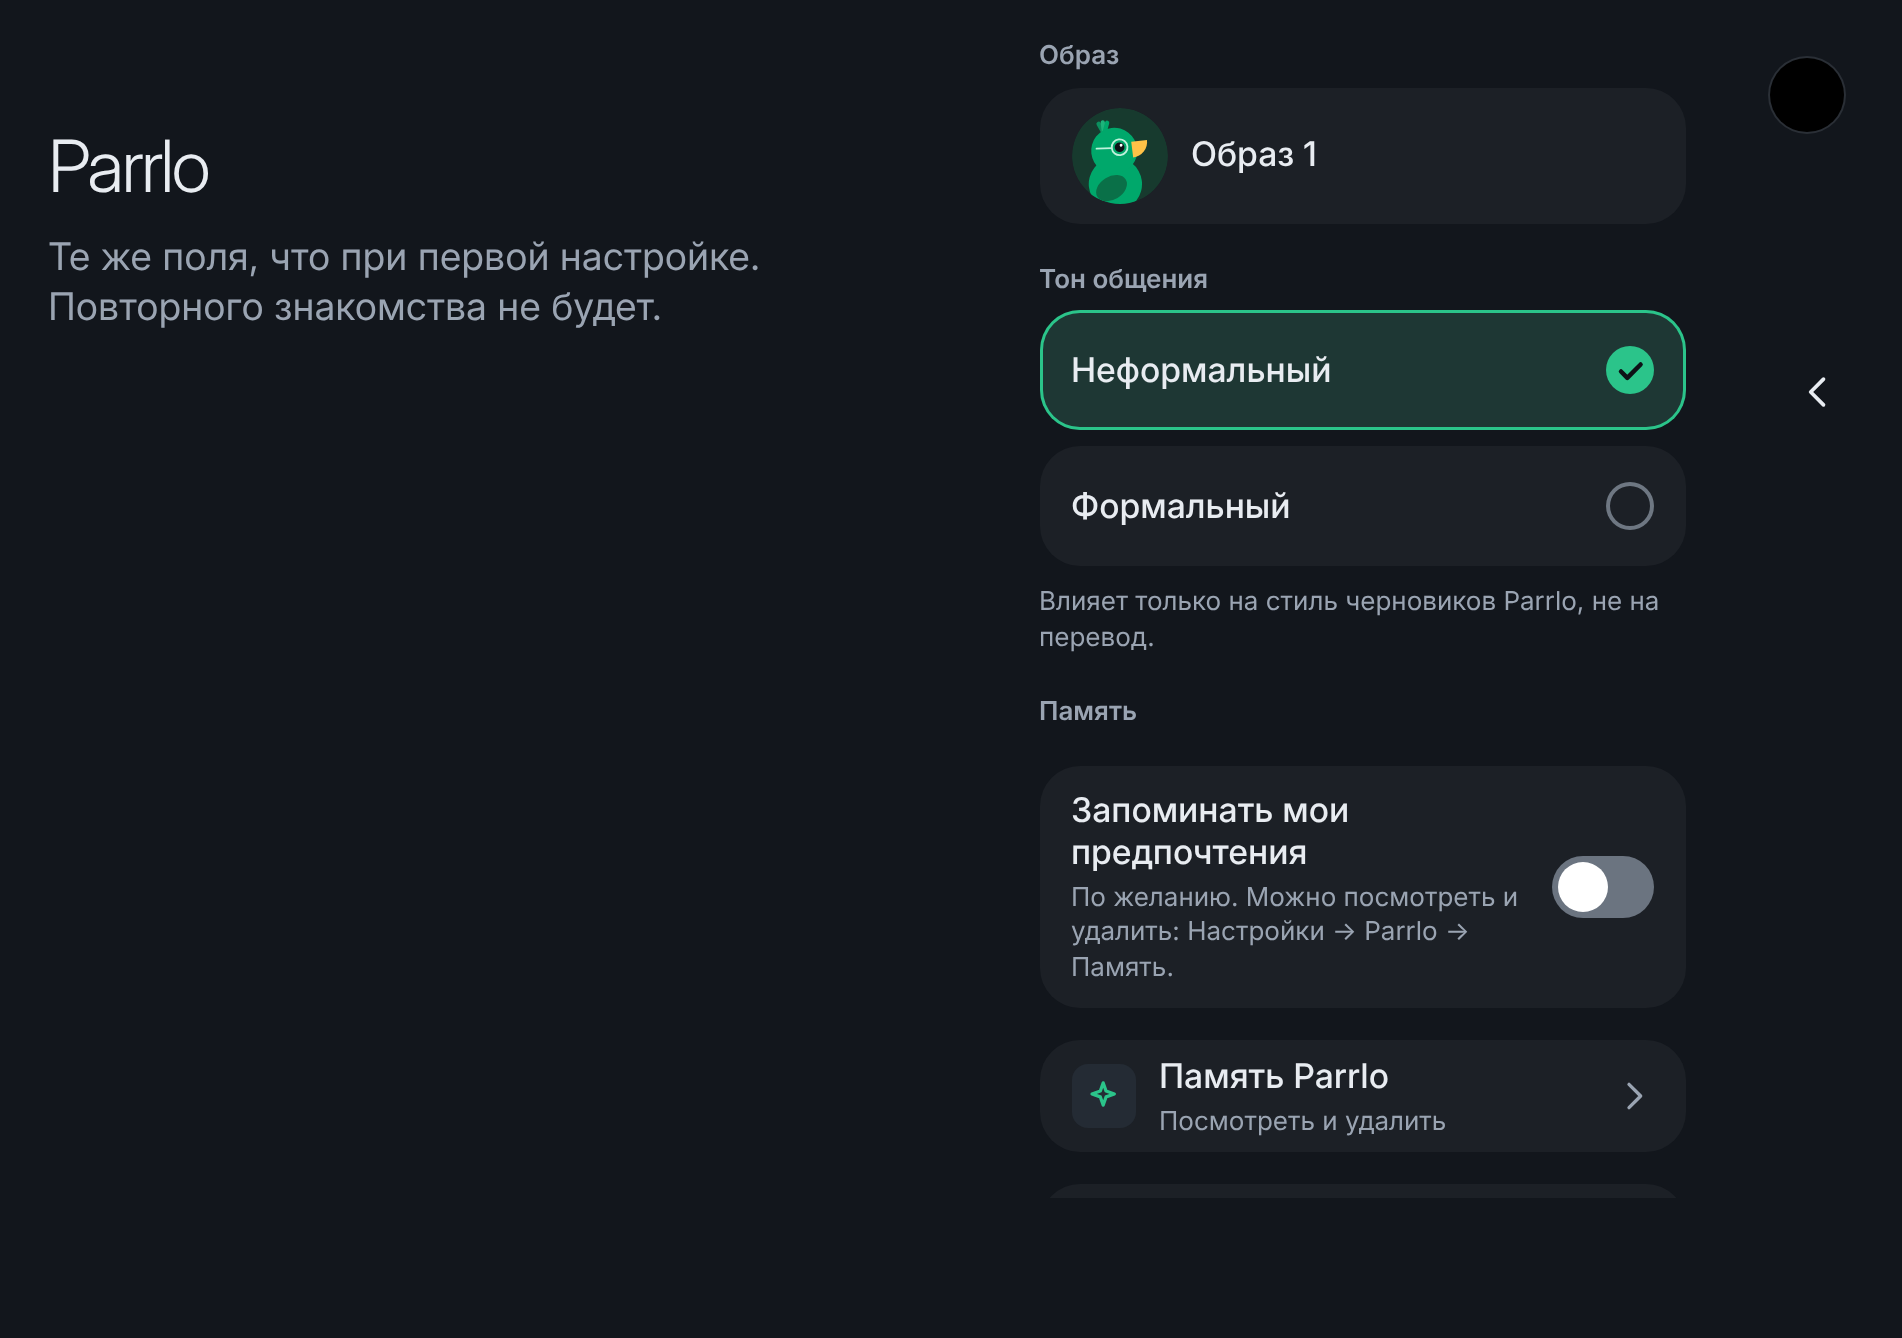 Parrlo
Те же поля, что при первой настройке.
Повторного знакомства не будет.
Образ
Образ 1
Тон общения
Неформальный
Формальный
Влияет только на стиль черновиков Parrlo, не на
перевод.
Память
Запоминать мои
предпочтения
По желанию. Можно посмотреть и
удалить: Настройки → Parrlo →
Память.
Память Parrlo
Посмотреть и удалить